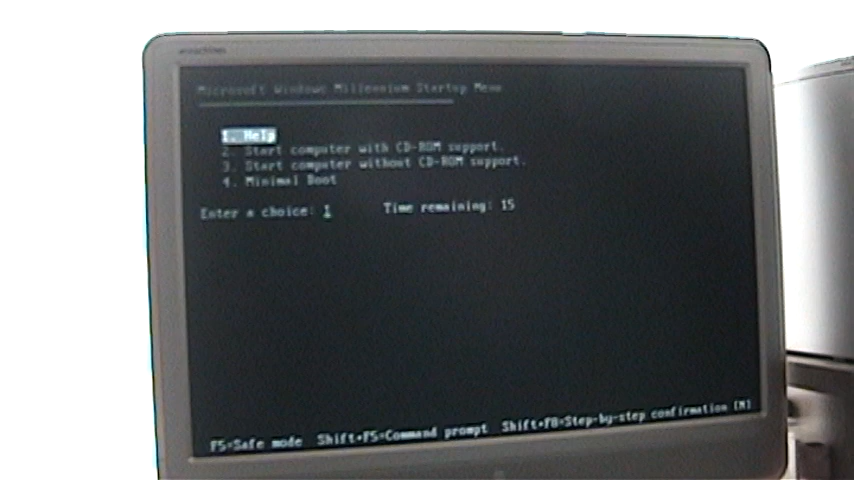 emachines
Microsoft Windows Millennium Startup Menu
1. Help
2. Start computer with CD-ROM support.
3. Start computer without CD-ROM support.
4. Minimal Boot
Enter a choice: 1 Time remaining: 15
F5=Safe mode Shift+F5=Command prompt Shift+F8=Step-by-step confirmation [N]